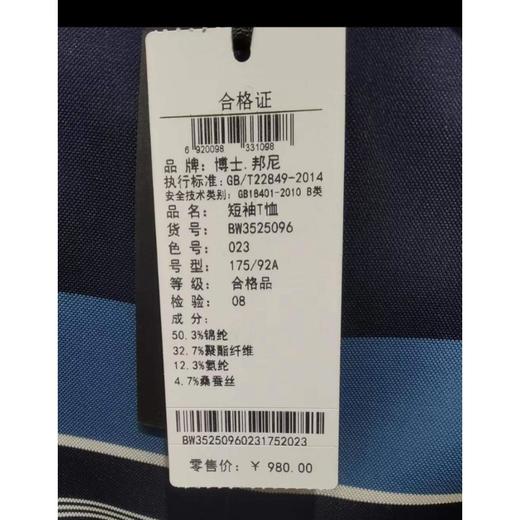 合格证
6 920098 331098
品 牌: 博士.邦尼
执行标准: GB/T22849-2014
安全技术类别: GB18401-2010 B类
品 名: 短袖T恤
货 号: BW3525096
色 号: 023
号 型: 175/92A
等 级: 合格品
检 验: 08
成 分:
50.3%锦纶
32.7%聚酯纤维
12.3%氨纶
4.7%桑蚕丝
BW35250960231752023
零售价: ¥ 980.00